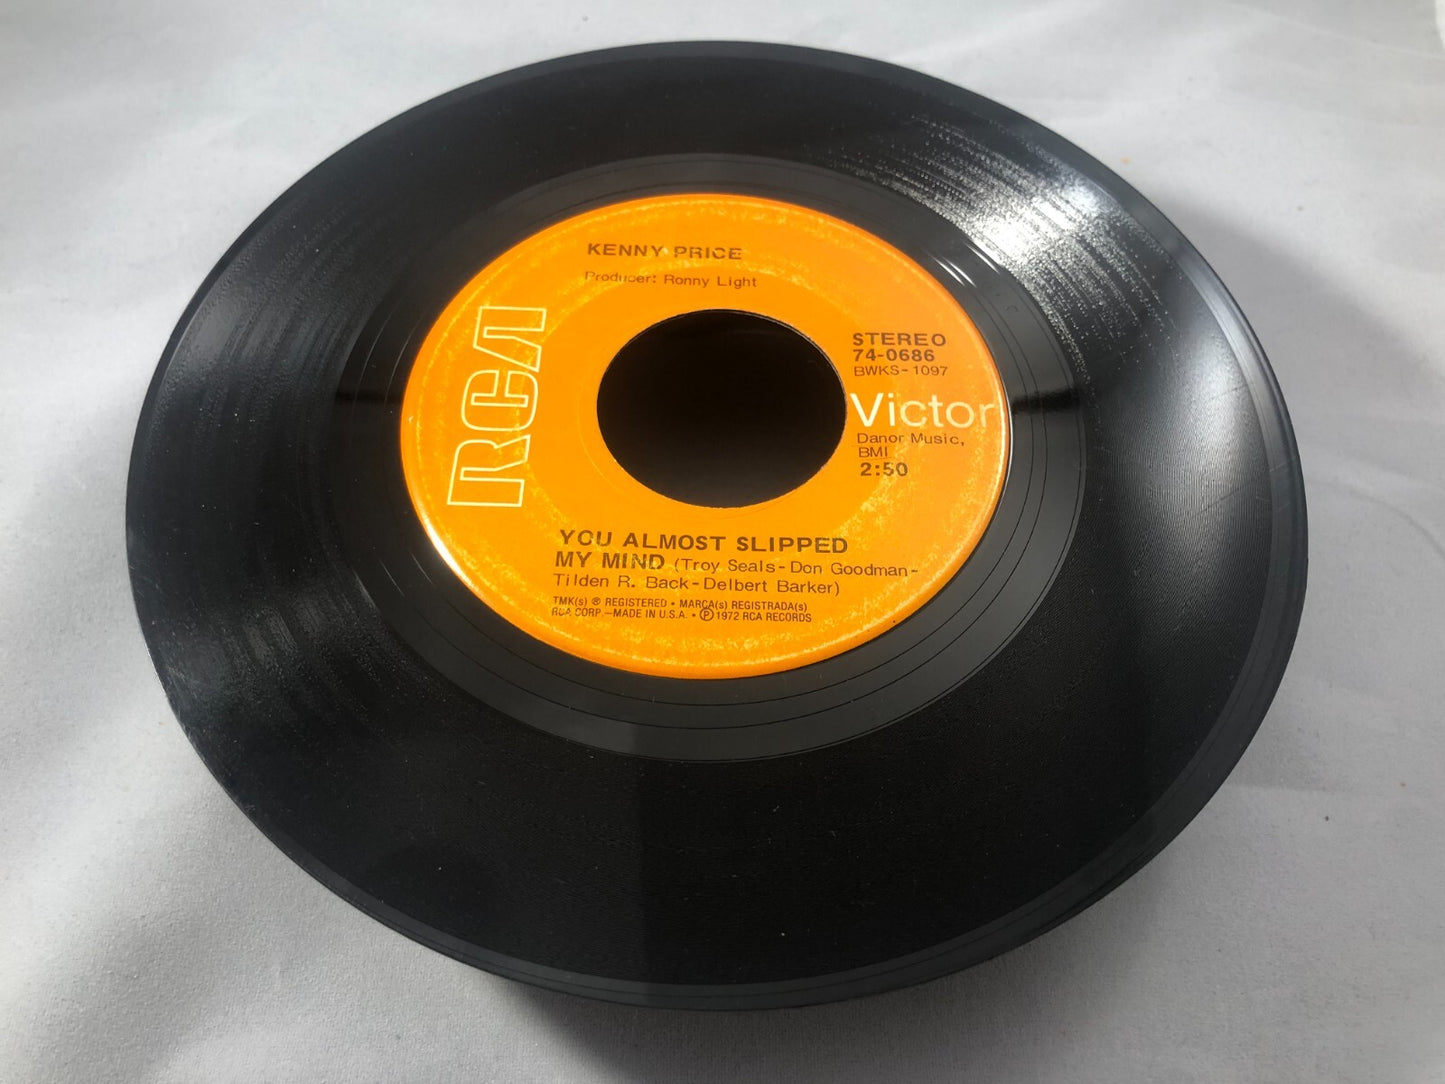 KENNY PRICE
Producer: Ronny Light
RCA
STEREO
74-0686
BWKS-1097
Victor
Danor Music,
BMI
2:50
YOU ALMOST SLIPPED
MY MIND (Troy Seals-Don Goodman-
Tilden R. Back-Delbert Barker)
TMK(s) ® REGISTERED • MARCA(s) REGISTRADA(s)
RCA CORP.—MADE IN U.S.A. • ℗ 1972 RCA RECORDS